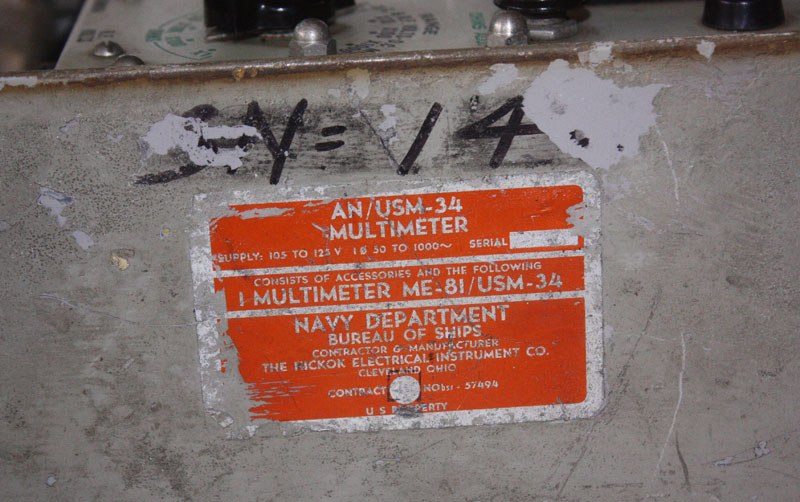 SY=14
AN/USM-34
MULTIMETER
SUPPLY: 105 TO 125 V 1Ø 50 TO 1000~ SERIAL
CONSISTS OF ACCESSORIES AND THE FOLLOWING
1 MULTIMETER ME-81/USM-34
NAVY DEPARTMENT
BUREAU OF SHIPS
CONTRACTOR & MANUFACTURER
THE HICKOK ELECTRICAL INSTRUMENT CO.
CLEVELAND OHIO
CONTRACT NObsr-57494
U S PROPERTY